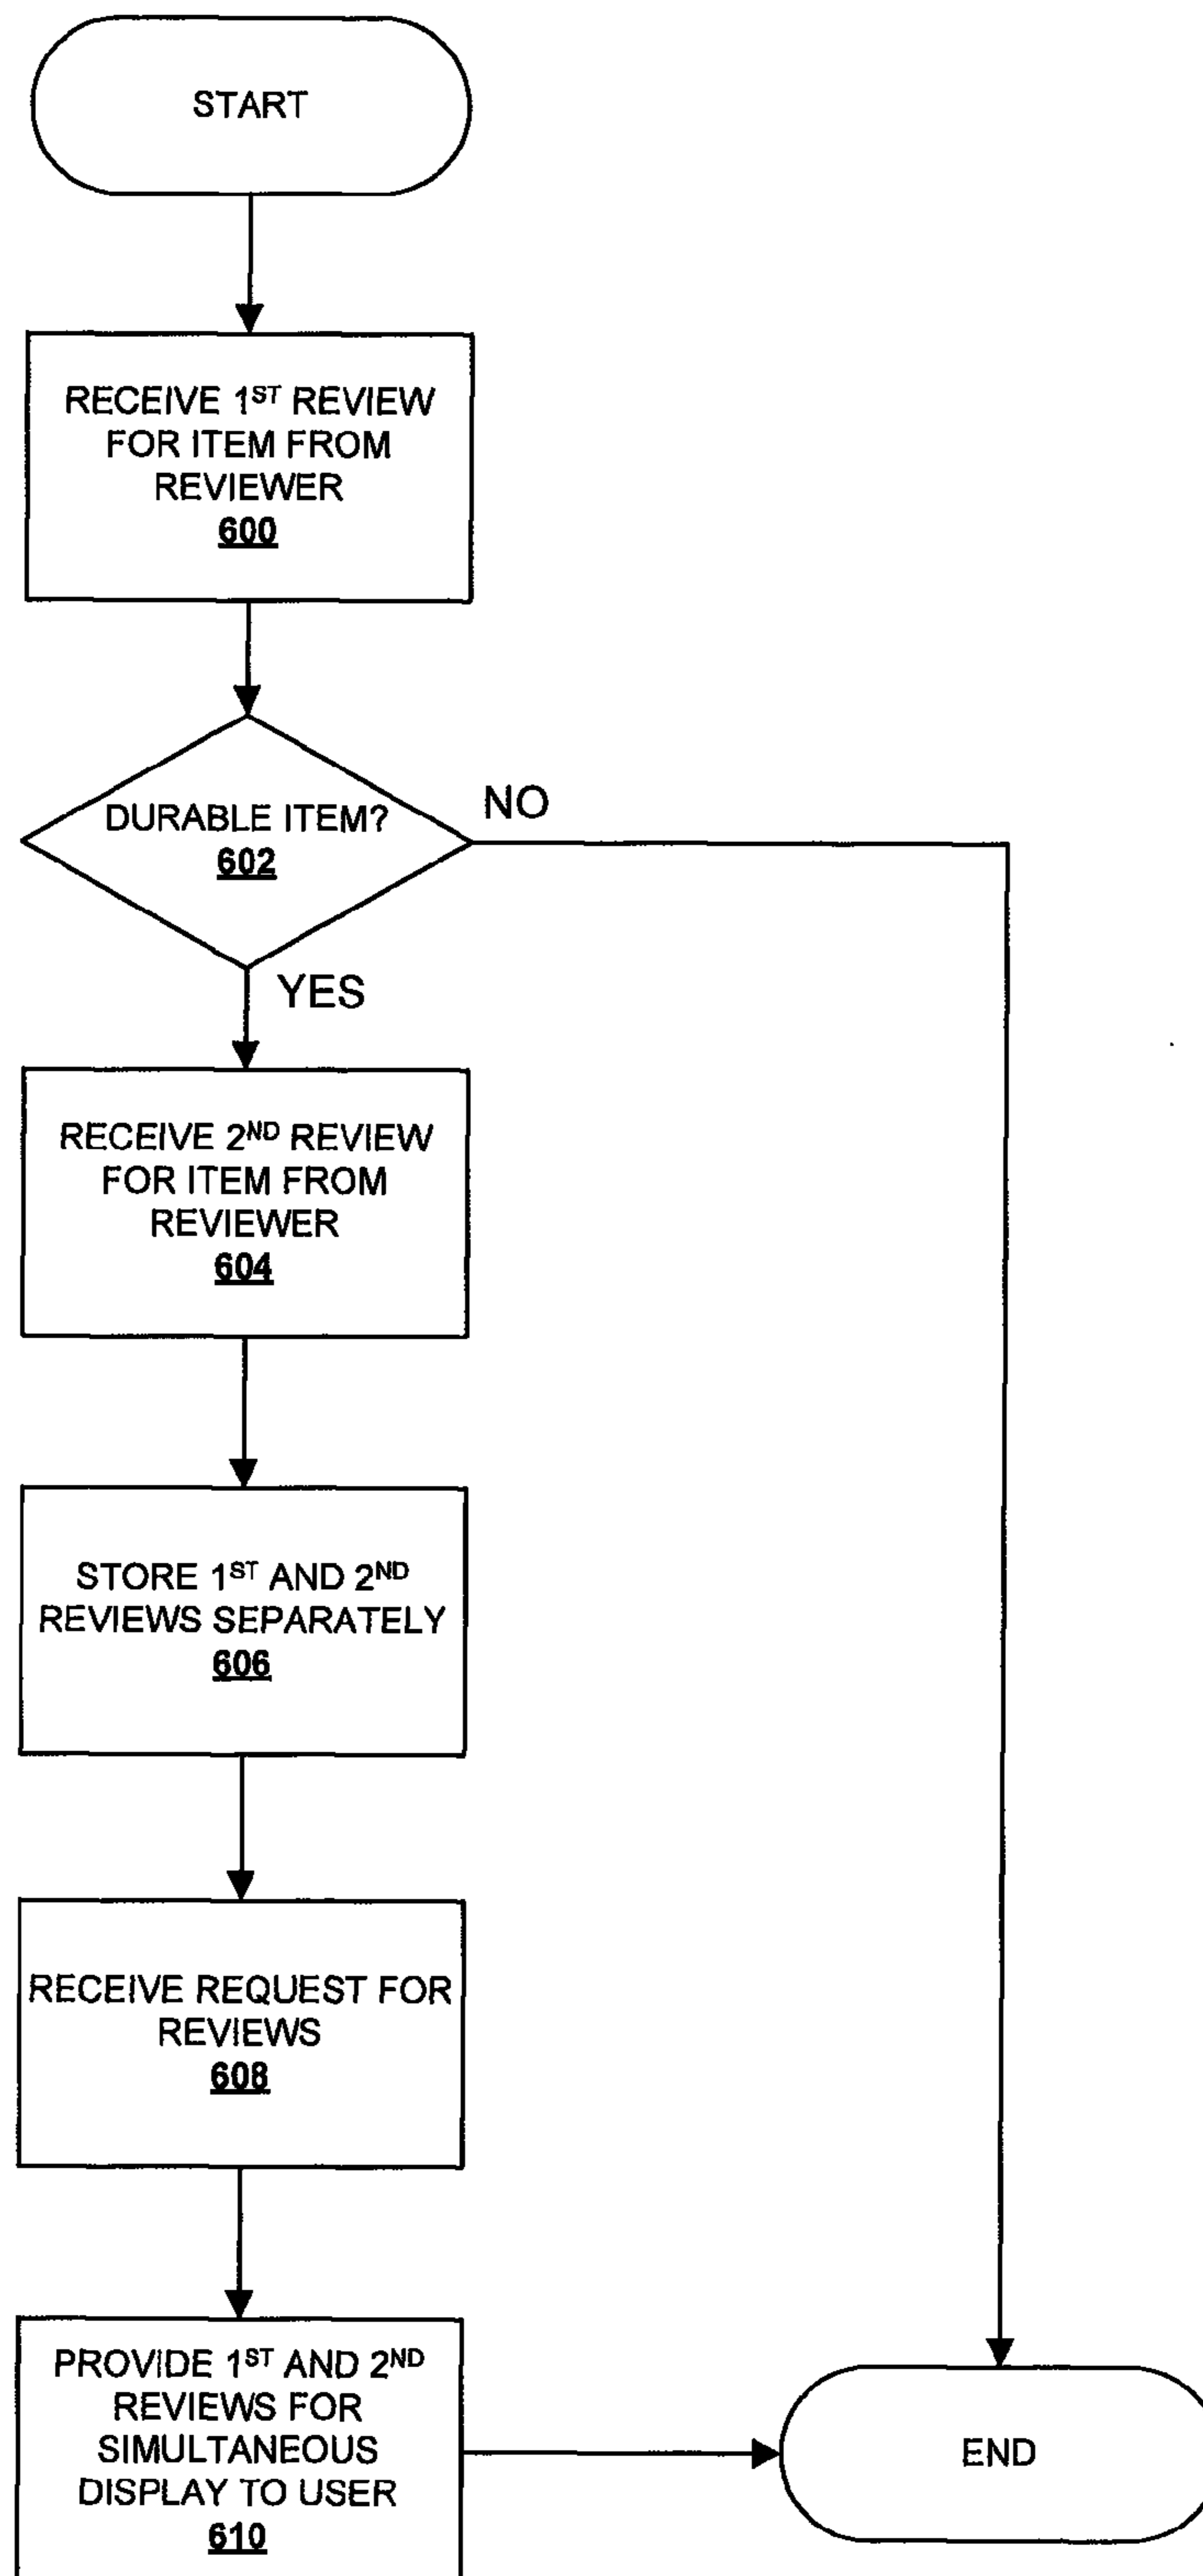 START
RECEIVE 1ST REVIEW
FOR ITEM FROM
REVIEWER
600
DURABLE ITEM?
602
NO
YES
RECEIVE 2ND REVIEW
FOR ITEM FROM
REVIEWER
604
STORE 1ST AND 2ND
REVIEWS SEPARATELY
606
RECEIVE REQUEST FOR
REVIEWS
608
PROVIDE 1ST AND 2ND
REVIEWS FOR
SIMULTANEOUS
DISPLAY TO USER
610
END